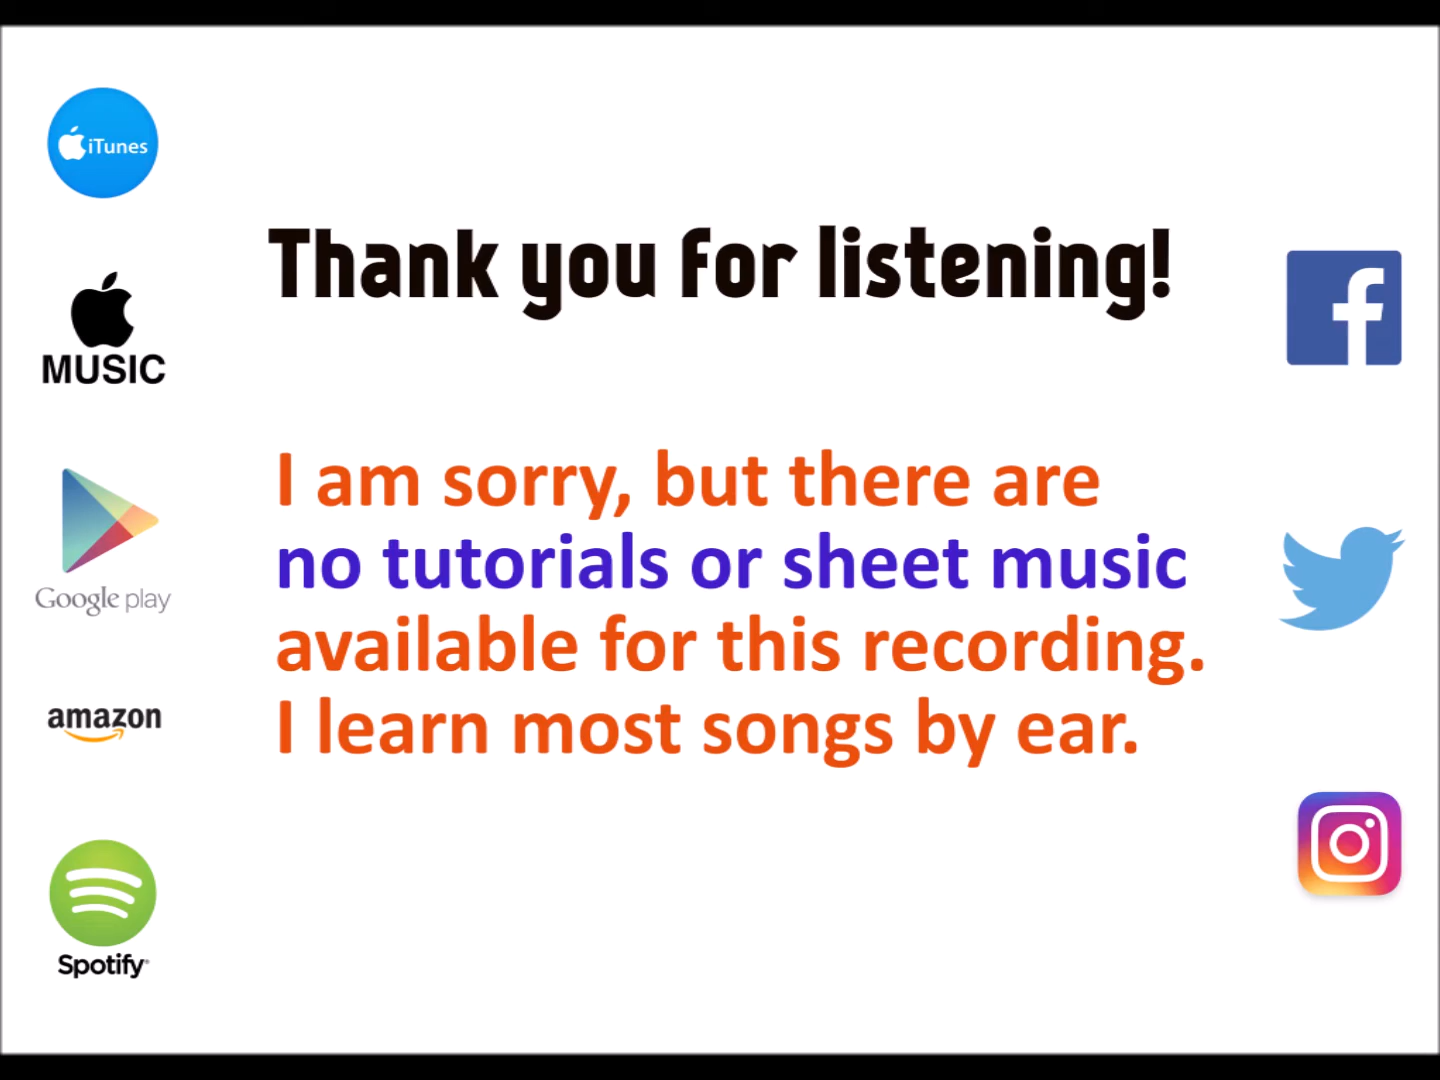 iTunes
MUSIC
Google play
amazon
Spotify
Thank you for listening!
I am sorry, but there are
no tutorials or sheet music
available for this recording.
I learn most songs by ear.